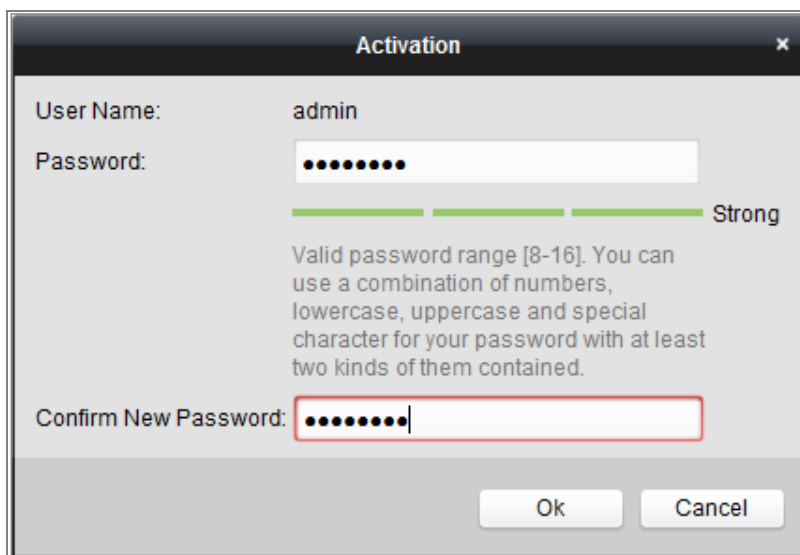 Activation ×
User Name: admin
Password: ●●●●●●●●
Strong
Valid password range [8-16]. You can
use a combination of numbers,
lowercase, uppercase and special
character for your password with at least
two kinds of them contained.
Confirm New Password: ●●●●●●●●
Ok Cancel